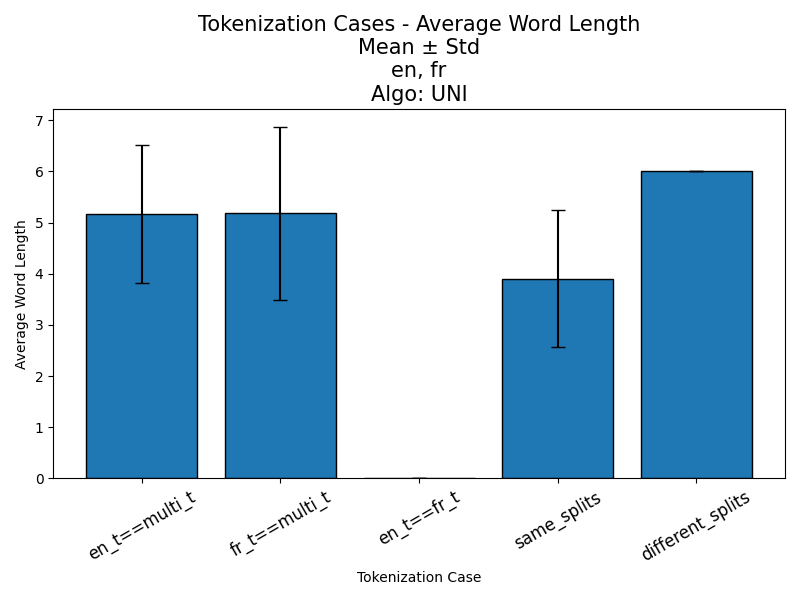 Tokenization Cases - Average Word Length
Mean ± Std
en, fr
Algo: UNI
Average Word Length
7
6
5
4
3
2
1
0
en_t==multi_t
fr_t==multi_t
en_t==fr_t
same_splits
different_splits
Tokenization Case